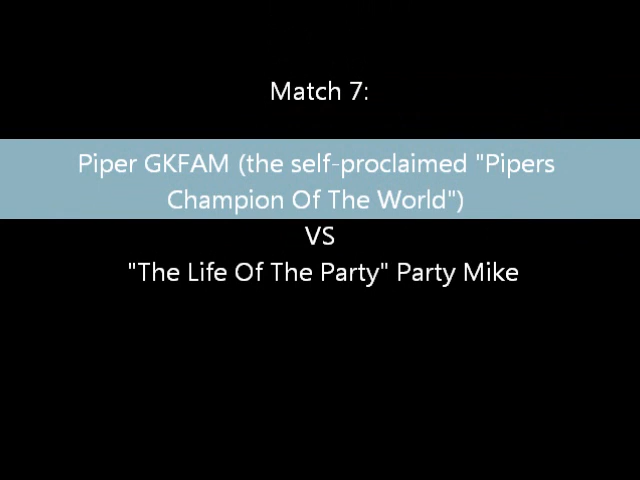 Match 7:
Piper GKFAM (the self-proclaimed "Pipers
Champion Of The World")
VS
"The Life Of The Party" Party Mike